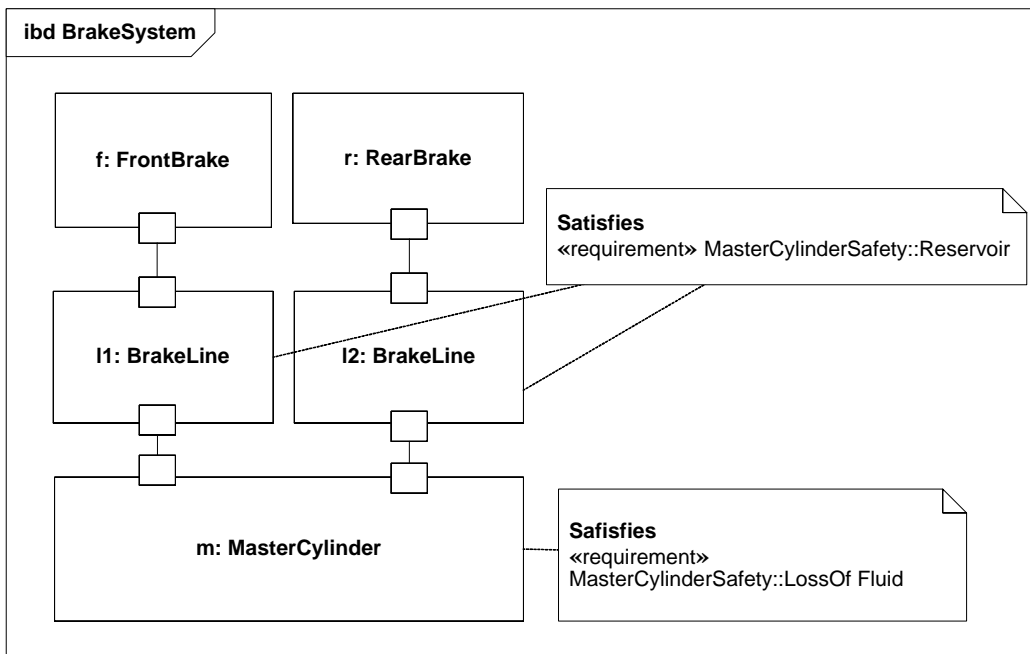 ibd BrakeSystem
f: FrontBrake
r: RearBrake
Satisfies
«requirement» MasterCylinderSafety::Reservoir
l1: BrakeLine
l2: BrakeLine
m: MasterCylinder
Safisfies
«requirement»
MasterCylinderSafety::LossOf Fluid